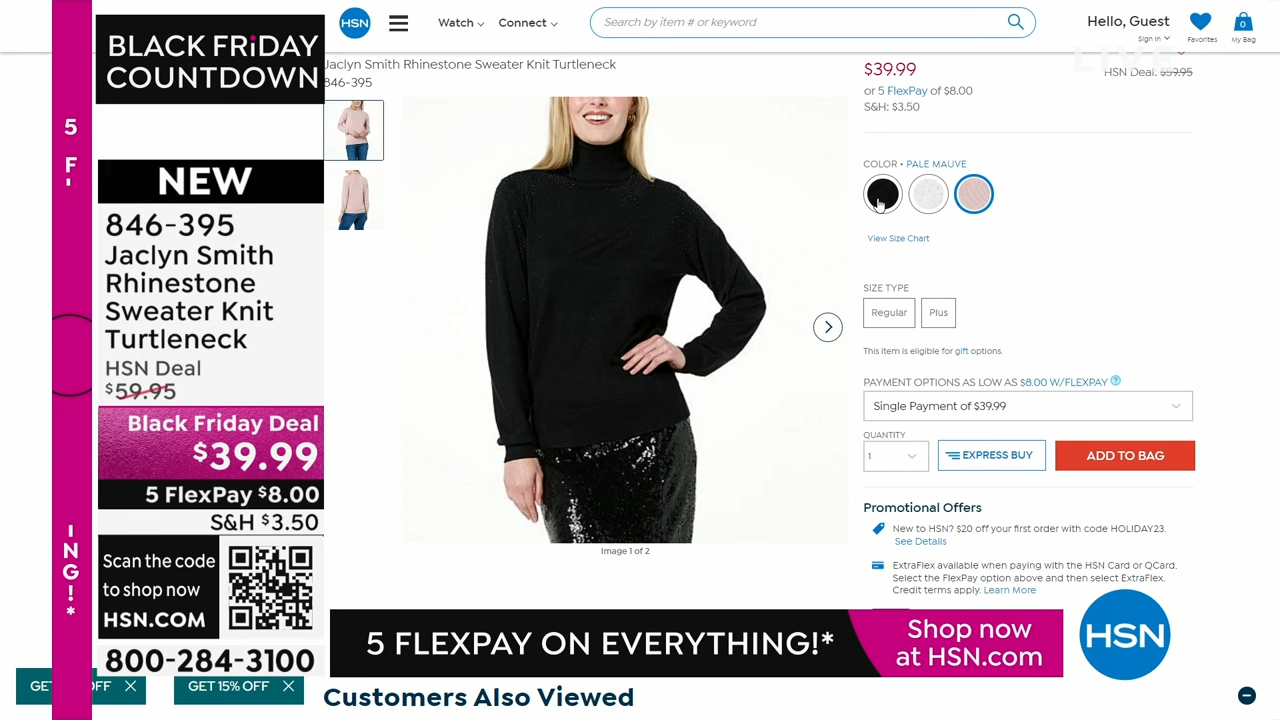 HSN
Watch
Connect
Search by item # or keyword
Hello, Guest
Sign in
Favorites
0
My Bag
LIVE
BLACK FRiDAY
COUNTDOWN
5
F
I
N
G
!
*
NEW
846-395
Jaclyn Smith
Rhinestone
Sweater Knit
Turtleneck
HSN Deal
$59.95
Black Friday Deal
$39.99
5 FlexPay $8.00
S&H $3.50
Scan the code
to shop now
HSN.COM
800-284-3100
GET
OFF
GET 15% OFF
Jaclyn Smith Rhinestone Sweater Knit Turtleneck
846-395
Image 1 of 2
$39.99
HSN Deal: $59.95
or 5 FlexPay of $8.00
S&H: $3.50
COLOR • PALE MAUVE
View Size Chart
SIZE TYPE
Regular
Plus
This item is eligible for gift options.
PAYMENT OPTIONS AS LOW AS $8.00 W/FLEXPAY
Single Payment of $39.99
QUANTITY
1
EXPRESS BUY
ADD TO BAG
Promotional Offers
New to HSN? $20 off your first order with code HOLIDAY23.
See Details
ExtraFlex available when paying with the HSN Card or QCard.
Select the FlexPay option above and then select ExtraFlex.
Credit terms apply. Learn More
5 FLEXPAY ON EVERYTHING!*
Shop now
at HSN.com
HSN
Customers Also Viewed